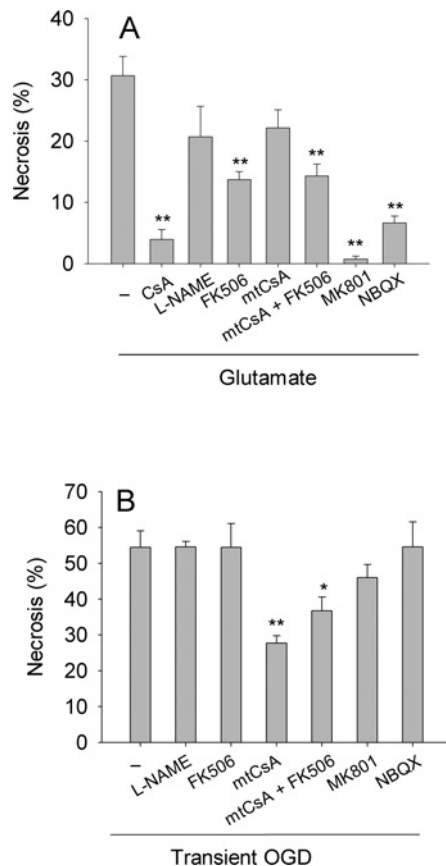 A
Necrosis (%)
50
40
30
20
10
0
** ** ** ** **
– CsA L-NAME FK506 mtCsA mtCsA + FK506 MK801 NBQX
Glutamate
B
Necrosis (%)
70
60
50
40
30
20
10
0
** *
– L-NAME FK506 mtCsA mtCsA + FK506 MK801 NBQX
Transient OGD